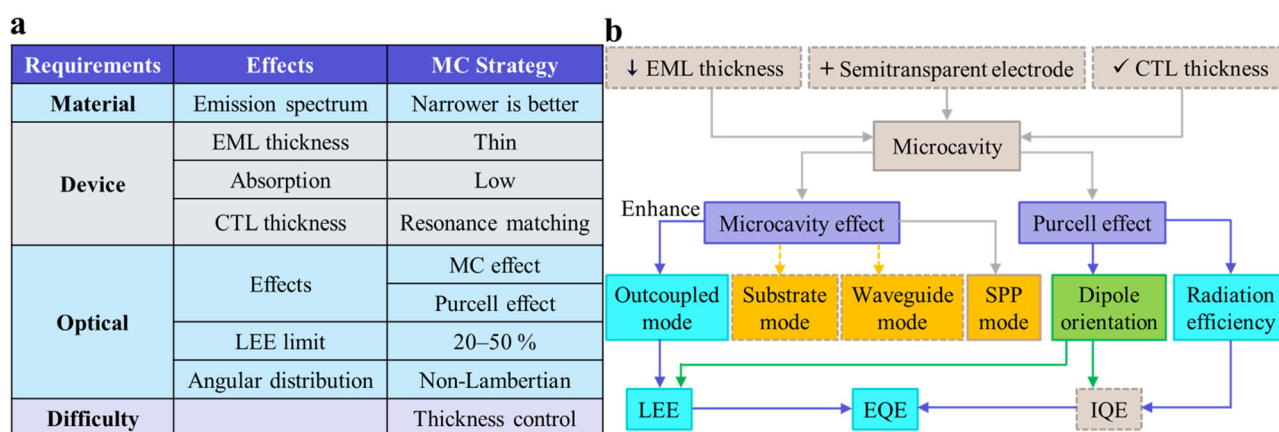 a
Requirements Effects MC Strategy
Material Emission spectrum Narrower is better
Device EML thickness Thin
Absorption Low
CTL thickness Resonance matching
Optical Effects MC effect
Purcell effect
LEE limit 20–50 %
Angular distribution Non-Lambertian
Difficulty Thickness control
b
↓ EML thickness + Semitransparent electrode ✓ CTL thickness
Microcavity
Enhance
Microcavity effect Purcell effect
Outcoupled mode
Substrate mode
Waveguide mode
SPP mode
Dipole orientation
Radiation efficiency
LEE EQE IQE